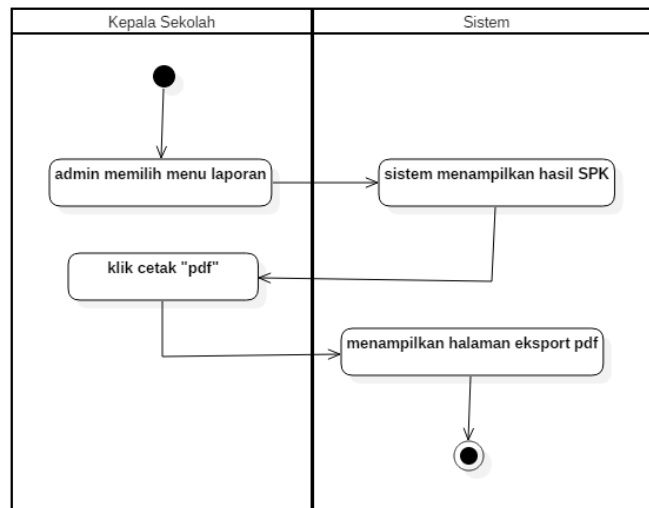 Kepala Sekolah
Sistem
admin memilih menu laporan
sistem menampilkan hasil SPK
klik cetak "pdf"
menampilkan halaman eksport pdf